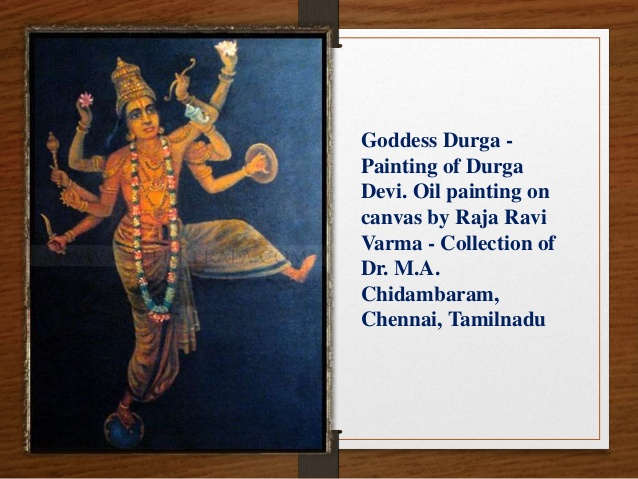 Goddess Durga -
Painting of Durga
Devi. Oil painting on
canvas by Raja Ravi
Varma - Collection of
Dr. M.A.
Chidambaram,
Chennai, Tamilnadu